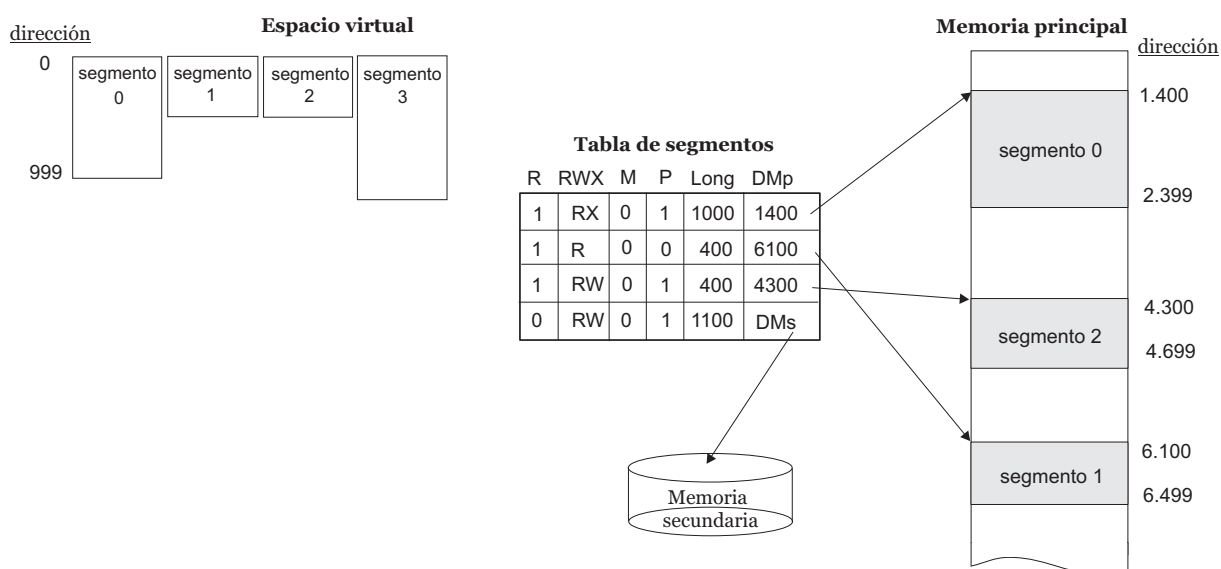 Espacio virtual
dirección
0
999
segmento
0
segmento
1
segmento
2
segmento
3
Tabla de segmentos
R RWX M P Long DMp
1 RX 0 1 1000 1400
1 R 0 0 400 6100
1 RW 0 1 400 4300
0 RW 0 1 1100 DMs
Memoria
secundaria
Memoria principal
dirección
1.400
segmento 0
2.399
4.300
segmento 2
4.699
6.100
segmento 1
6.499